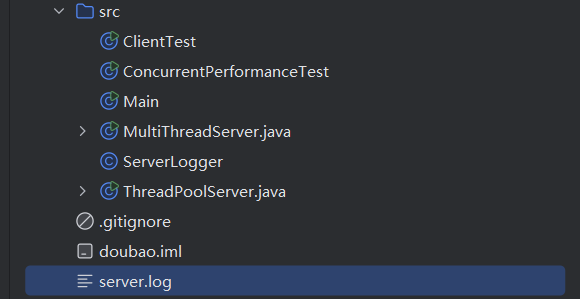 src
ClientTest
ConcurrentPerformanceTest
Main
MultiThreadServer.java
ServerLogger
ThreadPoolServer.java
.gitignore
doubao.iml
server.log